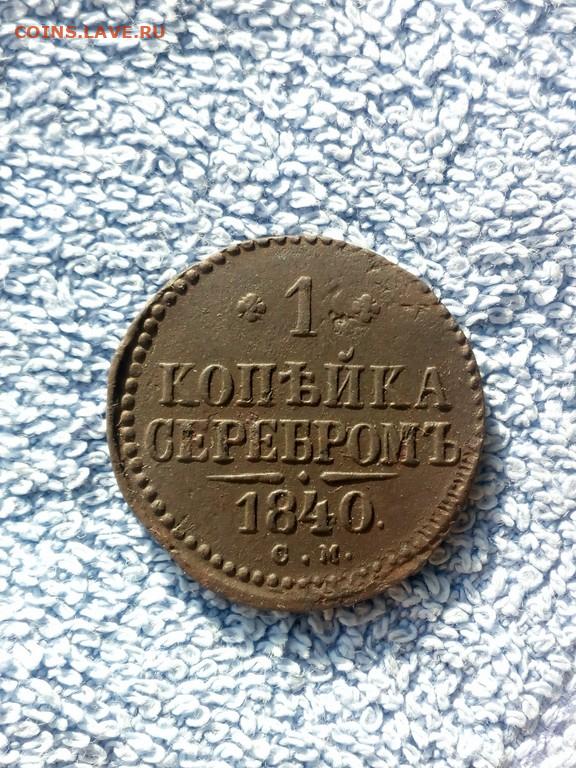 COINS.LAVE.RU
1
КОПѢЙКА
СЕРЕБРОМЪ
1840.
С.М.